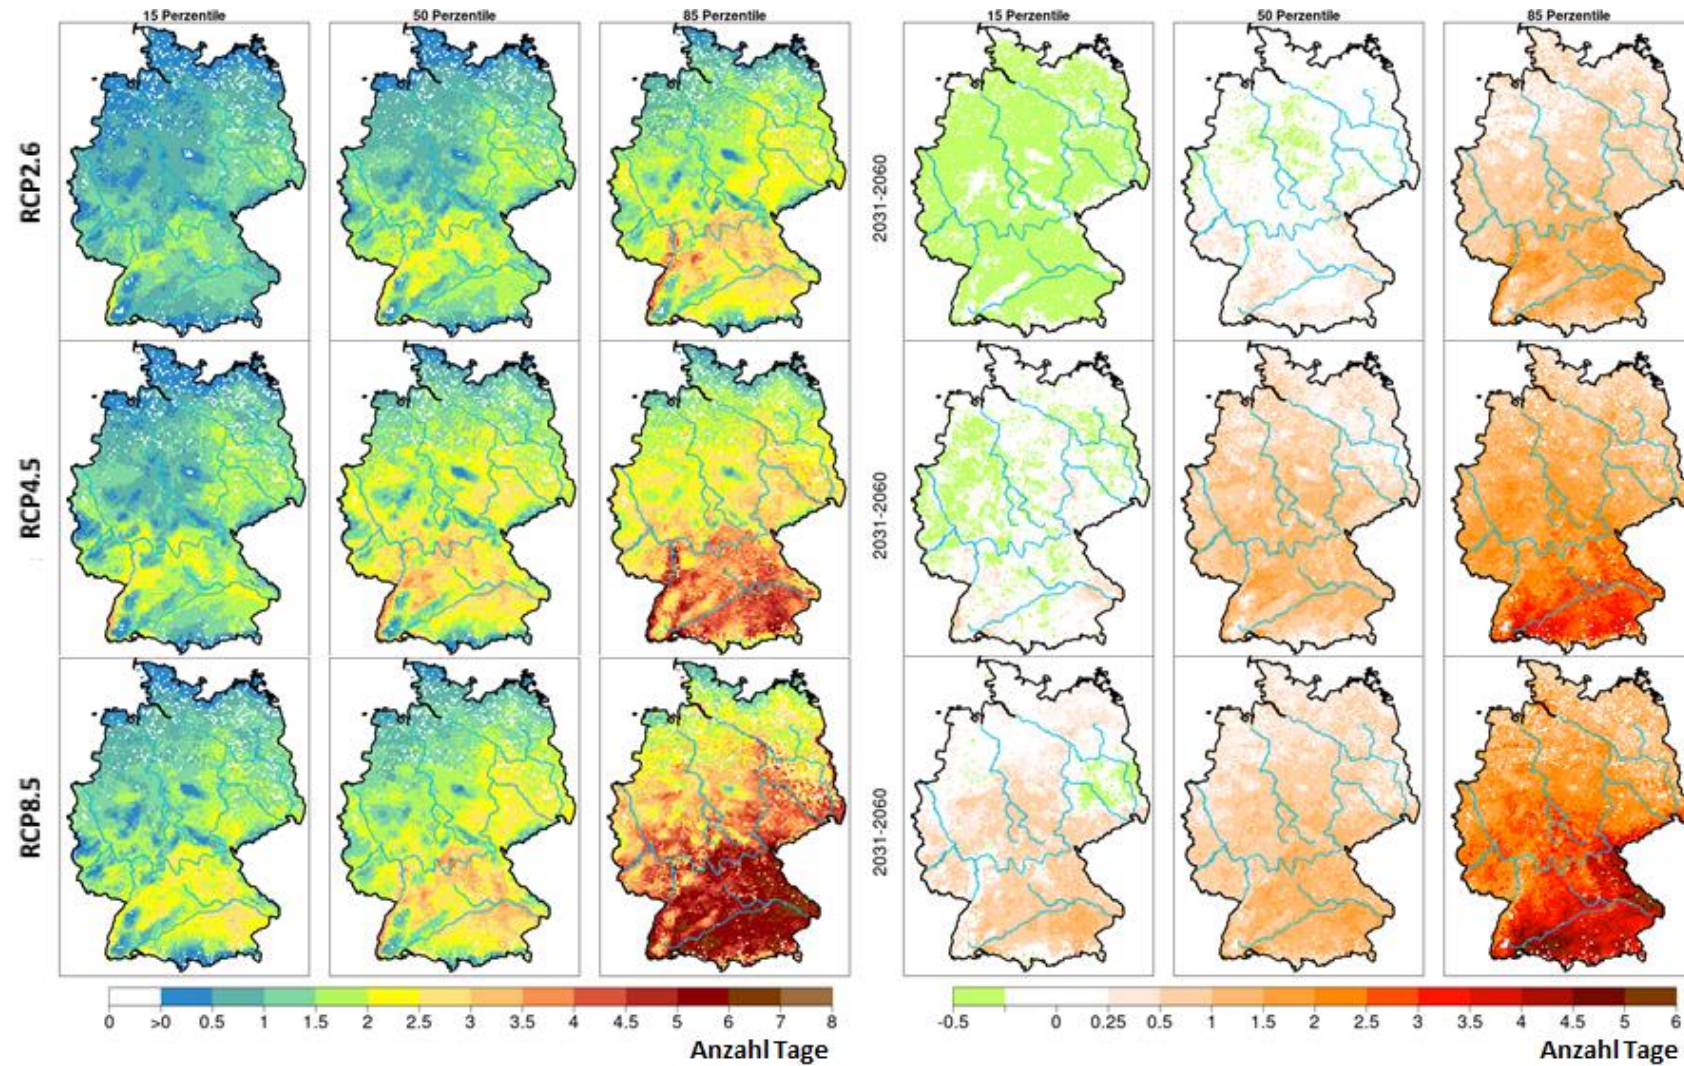 15 Perzentile 50 Perzentile 85 Perzentile 15 Perzentile 50 Perzentile 85 Perzentile
RCP2.6
2031-2060
RCP4.5
2031-2060
RCP8.5
2031-2060
0 >0 0.5 1 1.5 2 2.5 3 3.5 4 4.5 5 6 7 8
-0.5 0 0.25 0.5 1 1.5 2 2.5 3 3.5 4 4.5 5 6
Anzahl Tage
Anzahl Tage